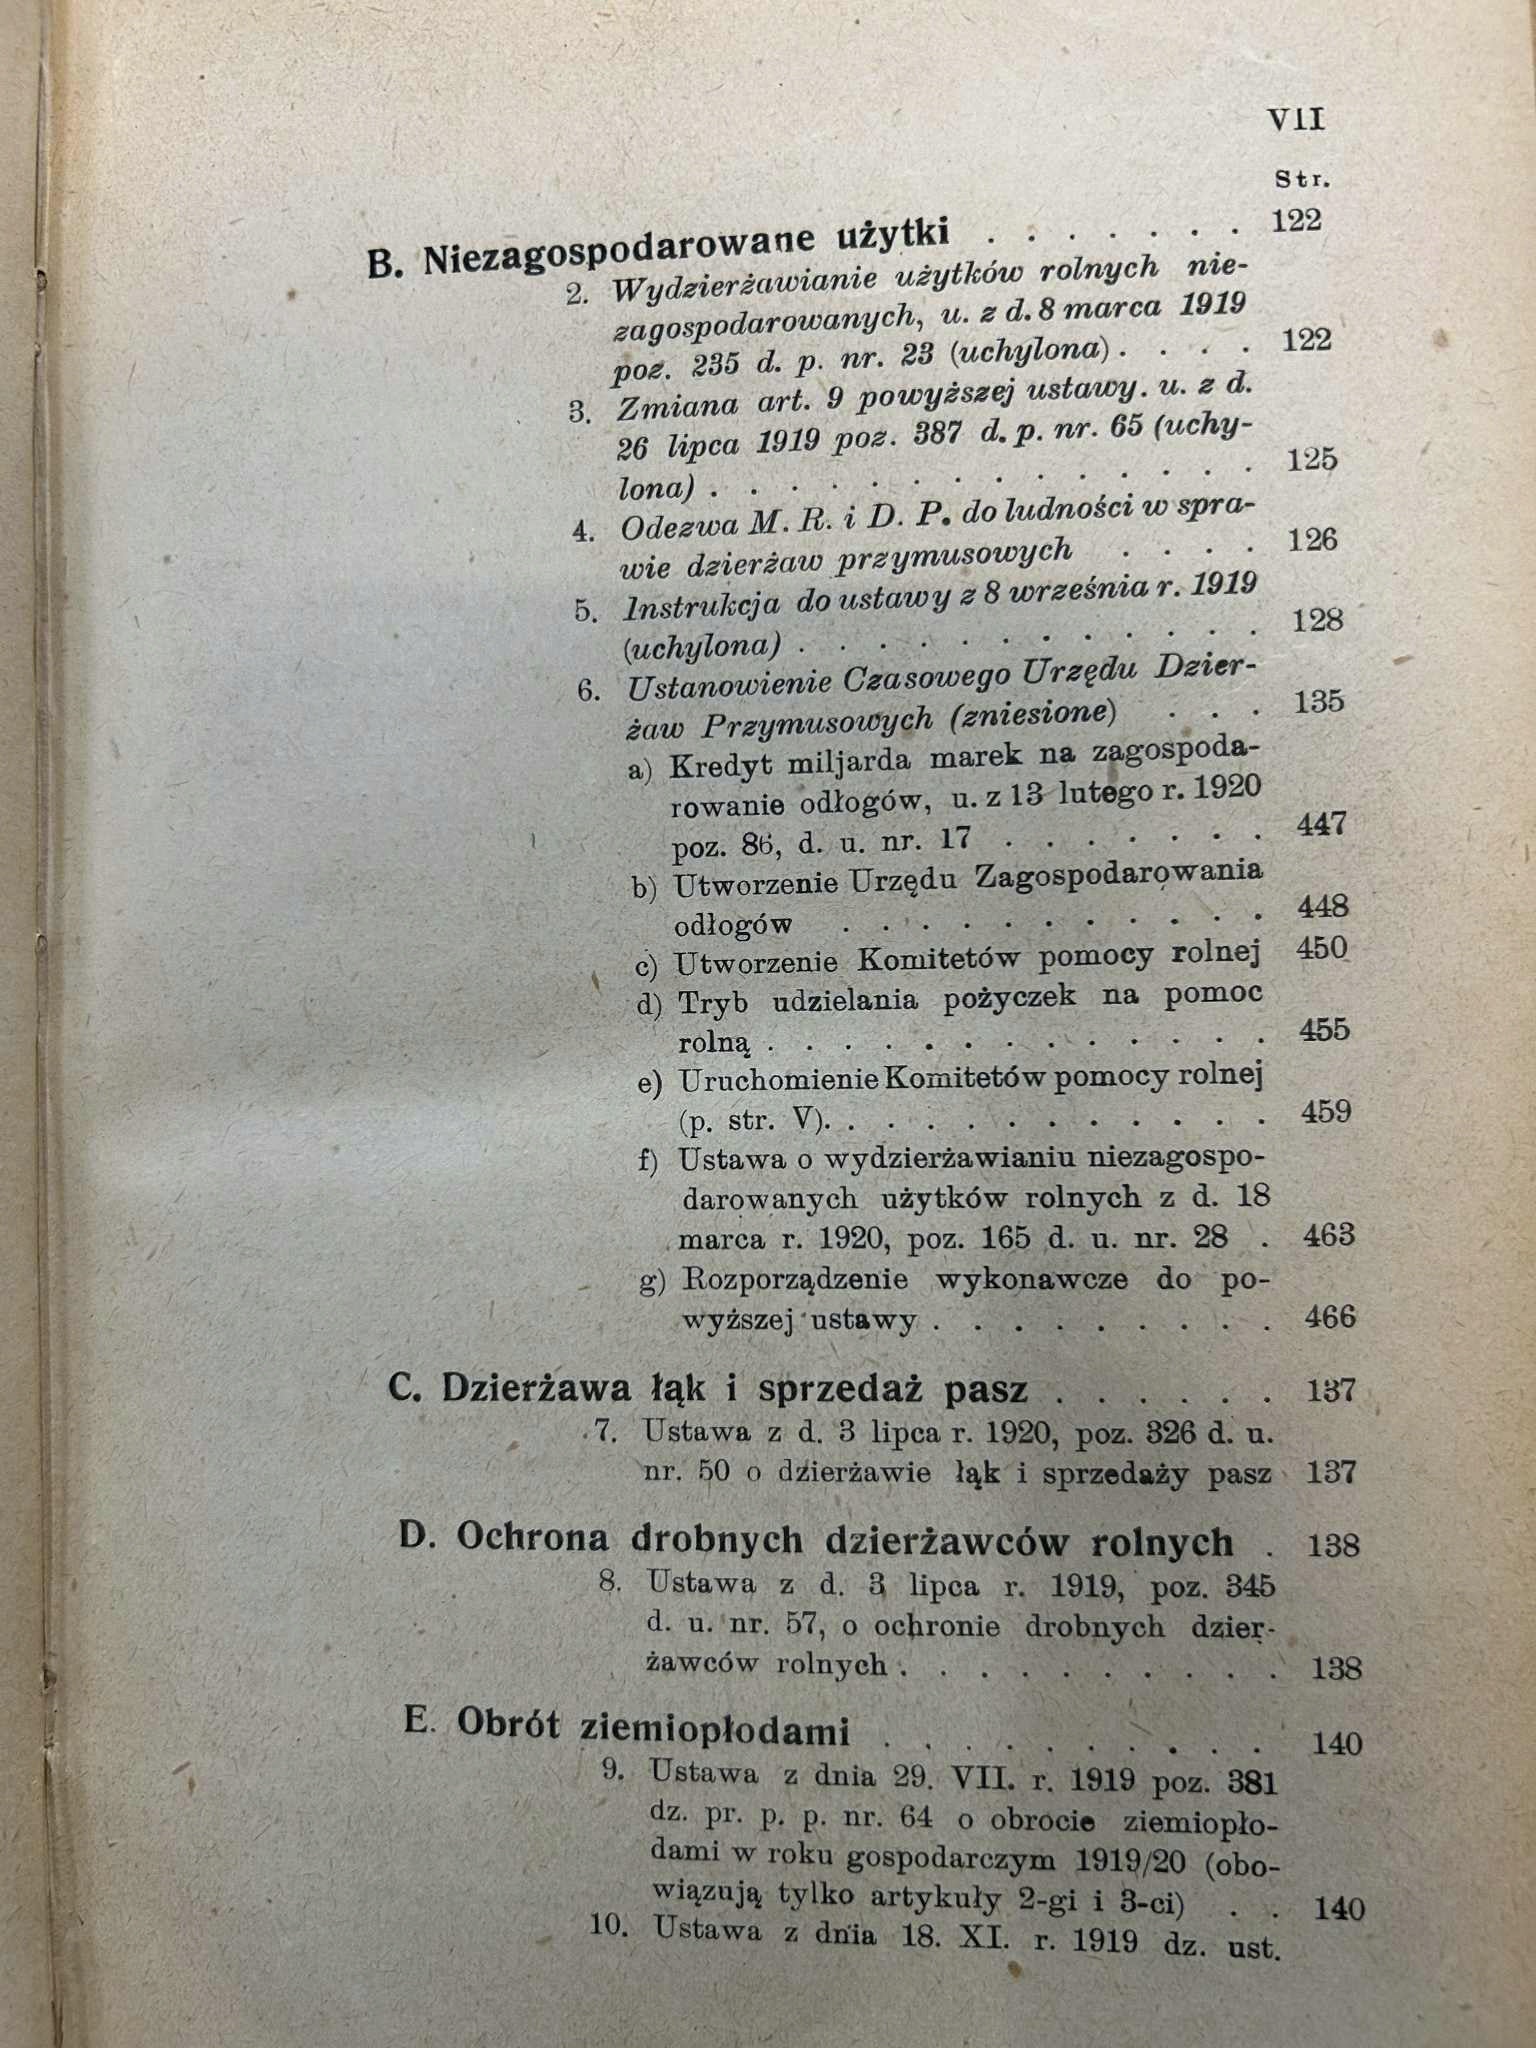 VII
Str.
B. Niezagospodarowane użytki . . . . . . . 122
2. Wydzierżawianie użytków rolnych nie-
zagospodarowanych, u. z d. 8 marca 1919
poz. 235 d. p. nr. 23 (uchylona) . . . . 122
3. Zmiana art. 9 powyższej ustawy. u. z d.
26 lipca 1919 poz. 387 d. p. nr. 65 (uchy-
lona) . . . . . . . . . . . . . . 125
4. Odezwa M. R. i D. P. do ludności w spra-
wie dzierżaw przymusowych . . . . 126
5. Instrukcja do ustawy z 8 września r. 1919
(uchylona) . . . . . . . . . . . . 128
6. Ustanowienie Czasowego Urzędu Dzier-
żaw Przymusowych (zniesione) . . . 135
a) Kredyt miljarda marek na zagospoda-
rowanie odłogów, u. z 13 lutego r. 1920
poz. 86, d. u. nr. 17 . . . . . . . 447
b) Utworzenie Urzędu Zagospodarowania
odłogów . . . . . . . . . . . 448
c) Utworzenie Komitetów pomocy rolnej 450
d) Tryb udzielania pożyczek na pomoc
rolną . . . . . . . . . . . . . 455
e) Uruchomienie Komitetów pomocy rolnej
(p. str. V). . . . . . . . . . . . 459
f) Ustawa o wydzierżawianiu niezagospo-
darowanych użytków rolnych z d. 18
marca r. 1920, poz. 165 d. u. nr. 28 . 463
g) Rozporządzenie wykonawcze do po-
wyższej ustawy . . . . . . . . . 466
C. Dzierżawa łąk i sprzedaż pasz . . . . . . 137
7. Ustawa z d. 3 lipca r. 1920, poz. 326 d. u.
nr. 50 o dzierżawie łąk i sprzedaży pasz 137
D. Ochrona drobnych dzierżawców rolnych . 138
8. Ustawa z d. 3 lipca r. 1919, poz. 345
d. u. nr. 57, o ochronie drobnych dzier-
żawców rolnych . . . . . . . . . . 138
E. Obrót ziemiopłodami . . . . . . . . . . 140
9. Ustawa z dnia 29. VII. r. 1919 poz. 381
dz. pr. p. p. nr. 64 o obrocie ziemiopło-
dami w roku gospodarczym 1919/20 (obo-
wiązują tylko artykuły 2-gi i 3-ci) . . 140
10. Ustawa z dnia 18. XI. r. 1919 dz. ust.